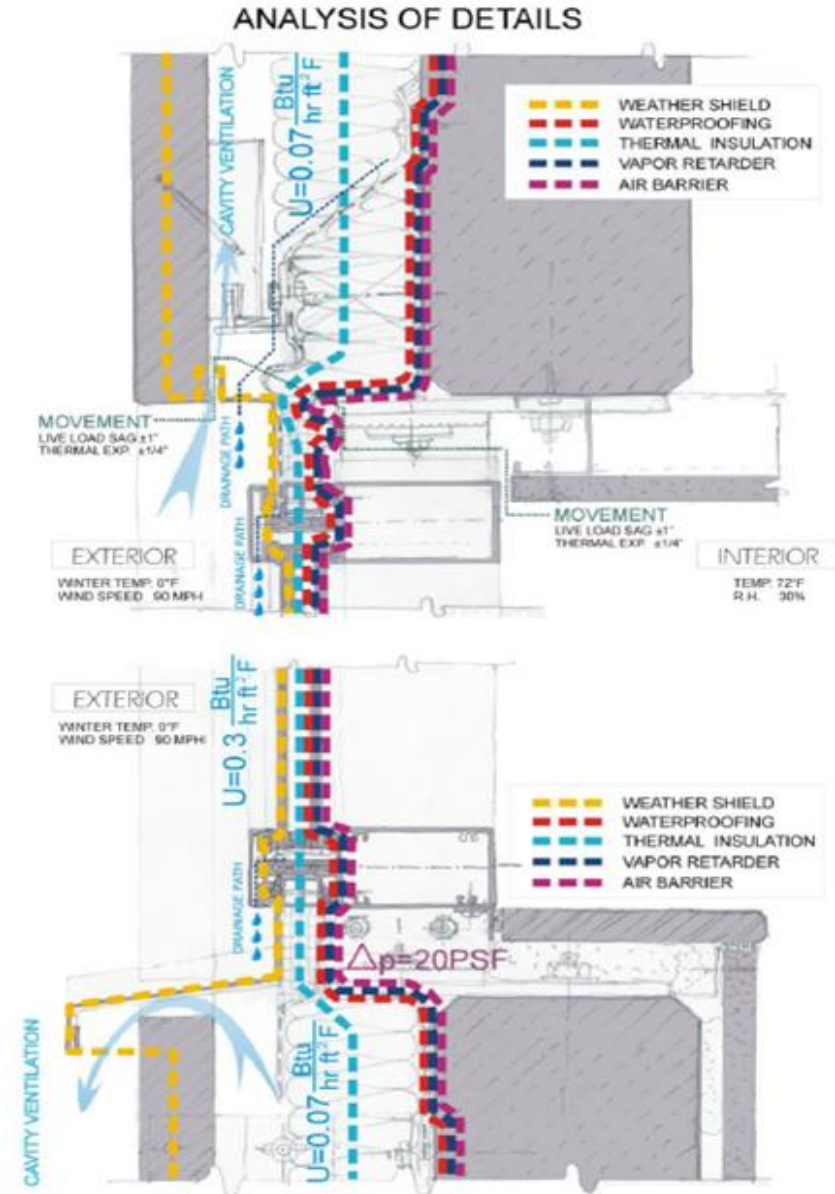 ANALYSIS OF DETAILS
CAVITY VENTILATION
U=0.07 Btu
hr ft² F
WEATHER SHIELD
WATERPROOFING
THERMAL INSULATION
VAPOR RETARDER
AIR BARRIER
MOVEMENT
LIVE LOAD SAG ±1"
THERMAL EXP. ±1/4"
DRAINAGE PATH
DRAINAGE PATH
MOVEMENT
LIVE LOAD SAG ±1"
THERMAL EXP. ±1/4"
EXTERIOR
WINTER TEMP. 0°F
WIND SPEED 90 MPH
INTERIOR
TEMP. 72°F
R.H. 30%
EXTERIOR
WINTER TEMP. 0°F
WIND SPEED 90 MPH
U=0.3 Btu
hr ft² F
WEATHER SHIELD
WATERPROOFING
THERMAL INSULATION
VAPOR RETARDER
AIR BARRIER
DRAINAGE PATH
△p=20PSF
CAVITY VENTILATION
U=0.07 Btu
hr ft² F